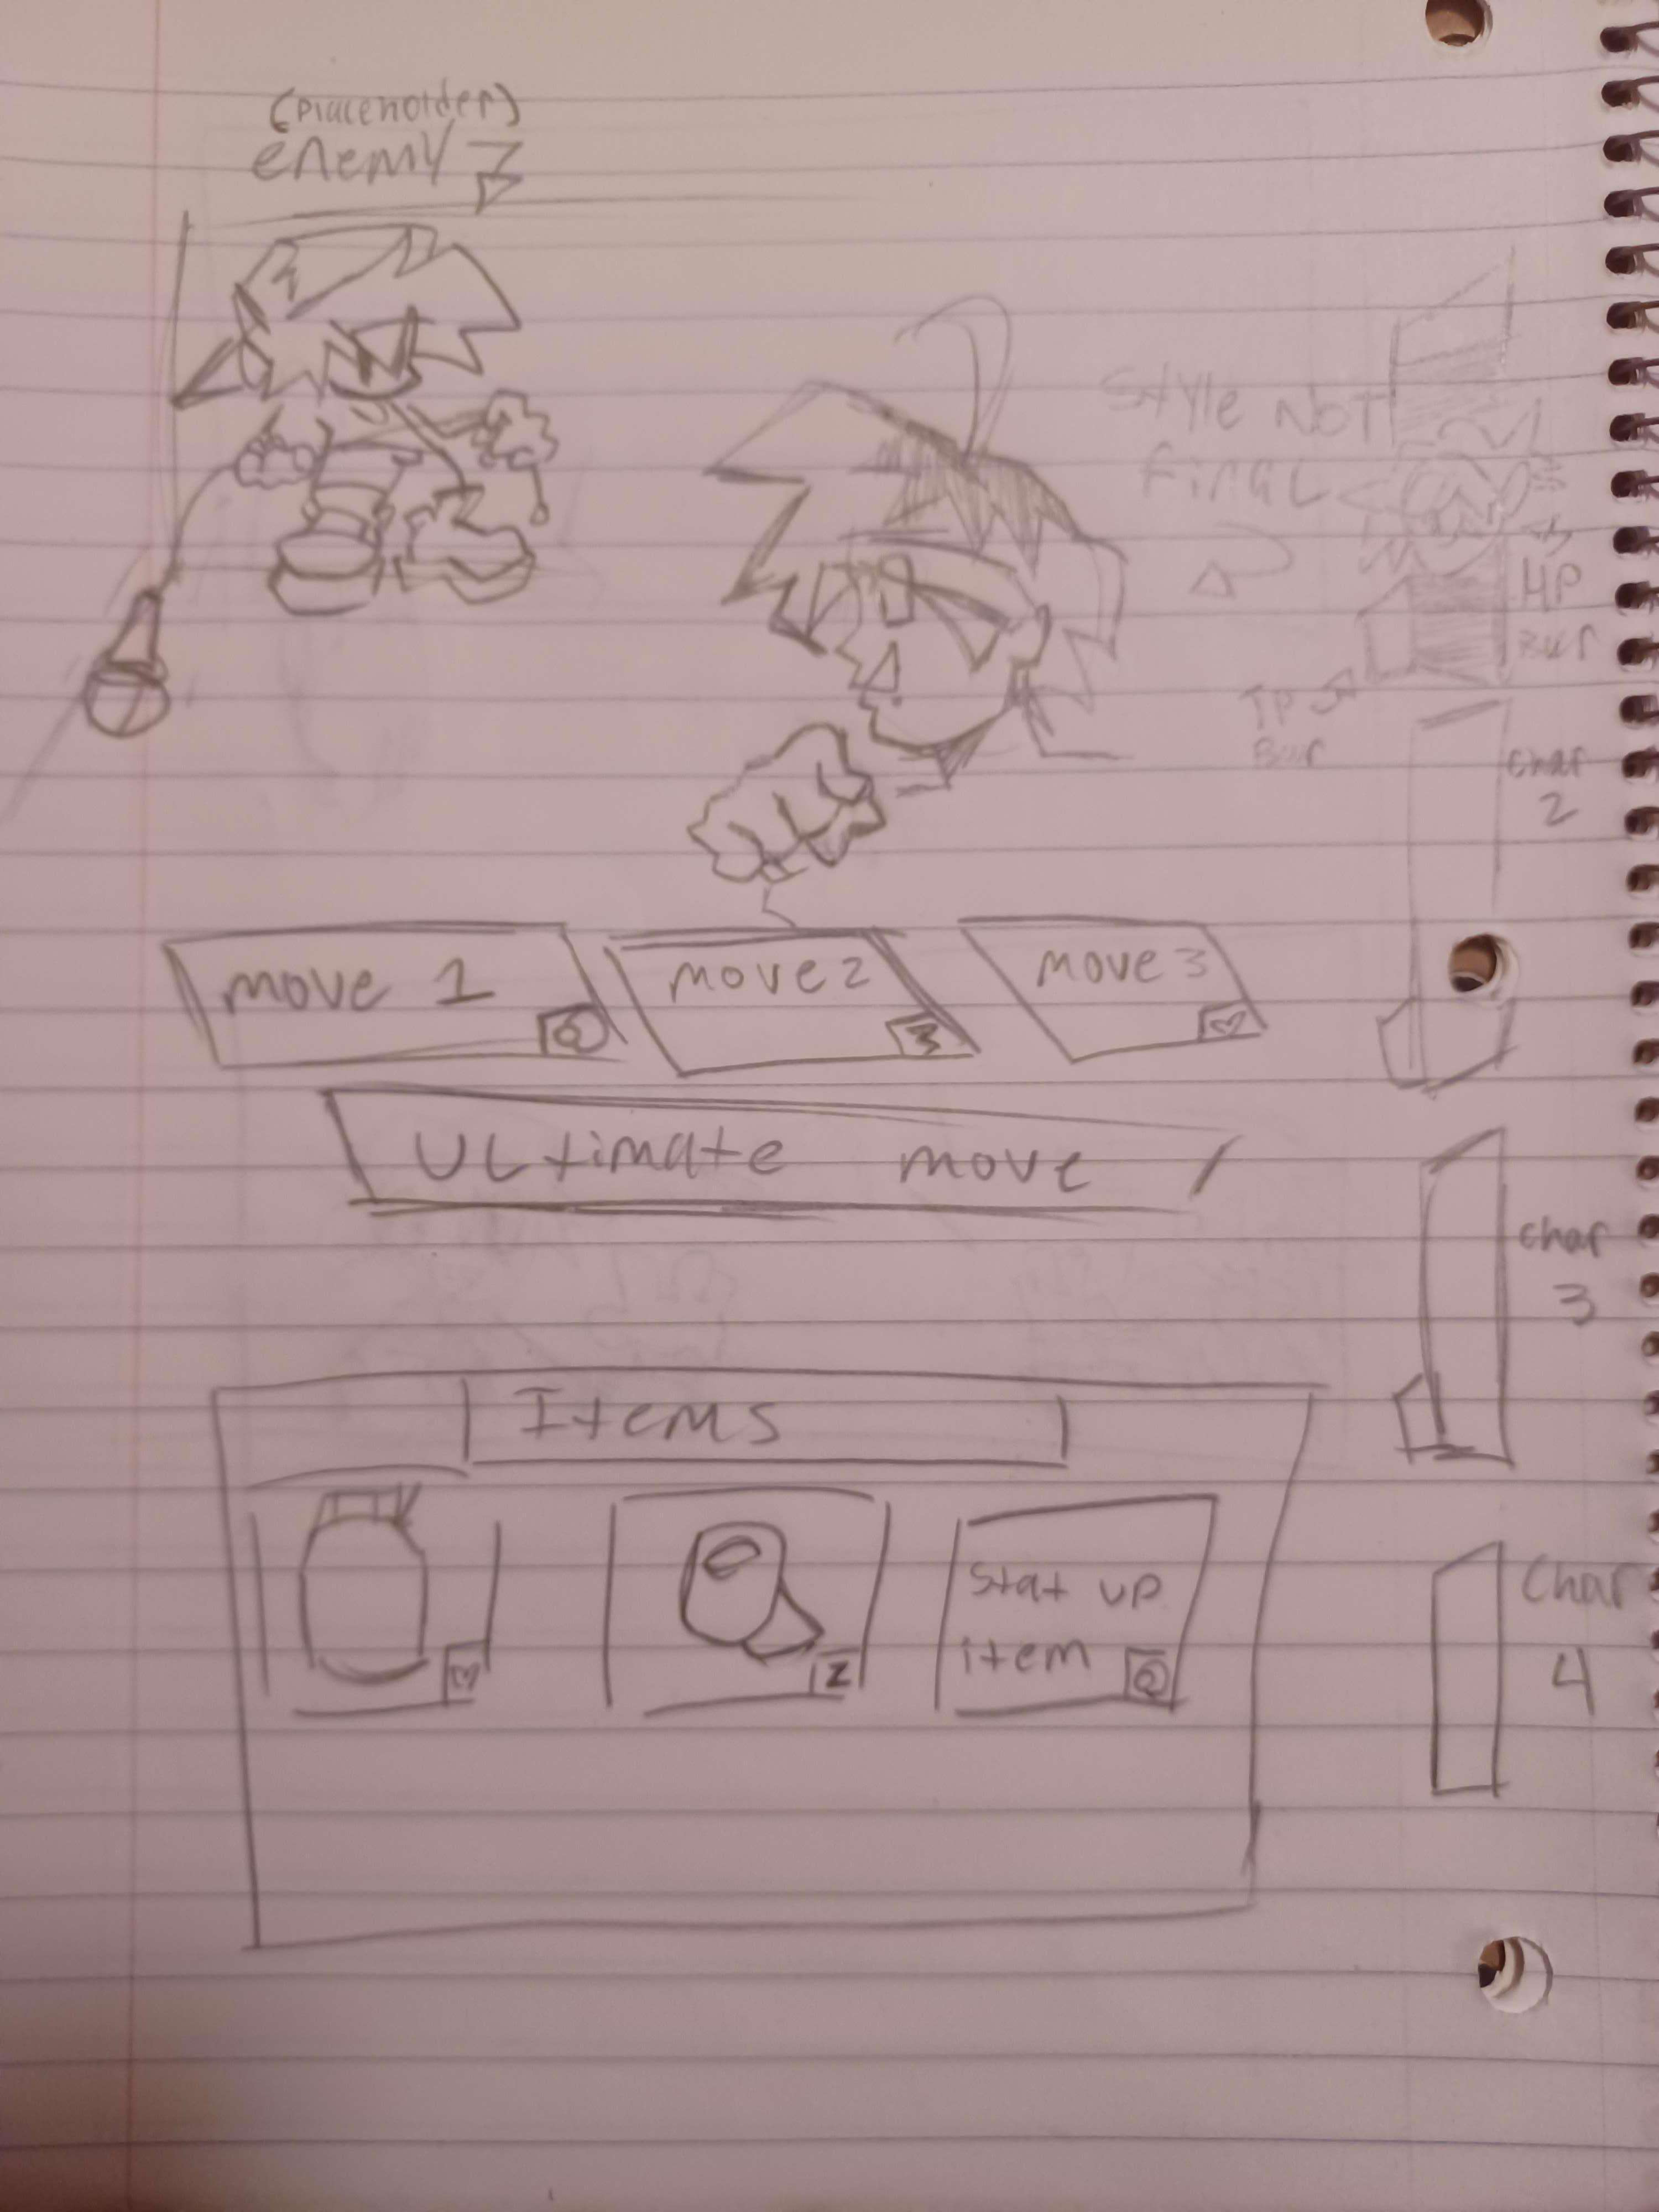 (Placeholder)
enemy
Style NOT
final
HP
Bar
TP
Bar
char
2
move 1
move 2
3
move 3
ULtimate move
char
3
Items
Stat up
item
Z
Char
4